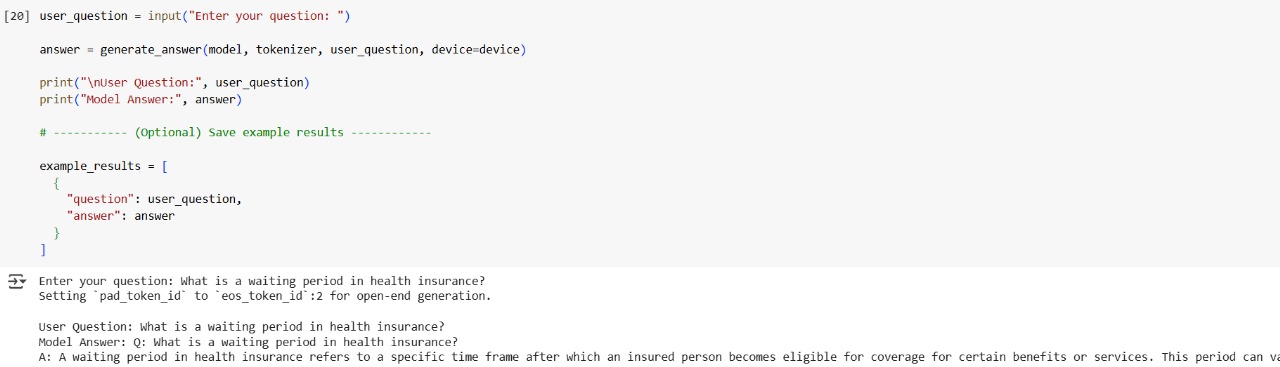 [20] user_question = input("Enter your question: ")
answer = generate_answer(model, tokenizer, user_question, device=device)
print("\nUser Question:", user_question)
print("Model Answer:", answer)
# ----------- (Optional) Save example results ------------
example_results = [
{
"question": user_question,
"answer": answer
}
]
Enter your question: What is a waiting period in health insurance?
Setting `pad_token_id` to `eos_token_id`:2 for open-end generation.
User Question: What is a waiting period in health insurance?
Model Answer: Q: What is a waiting period in health insurance?
A: A waiting period in health insurance refers to a specific time frame after which an insured person becomes eligible for coverage for certain benefits or services. This period can